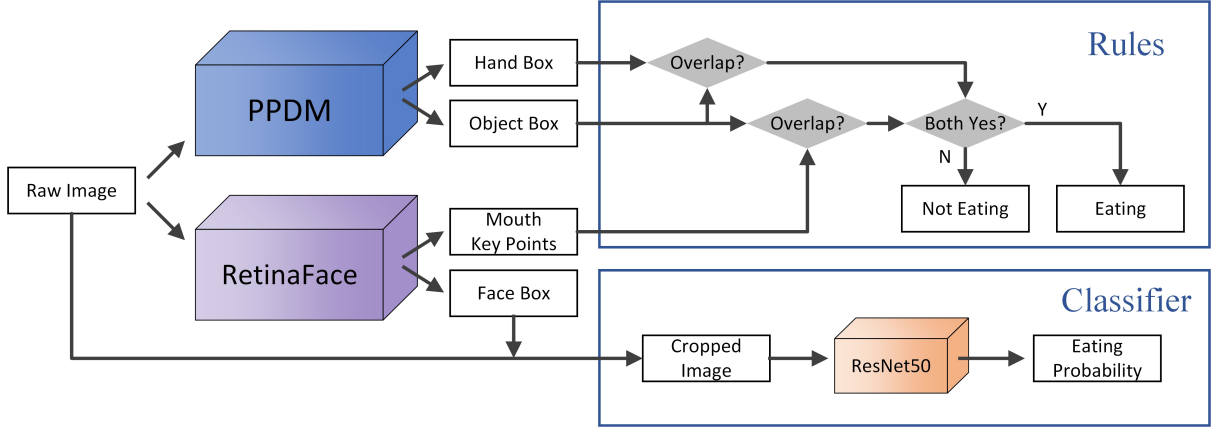 Rules
Hand Box
Overlap?
PPDM
Object Box
Overlap?
Both Yes?
Y
N
Raw Image
Not Eating
Eating
Mouth
Key Points
RetinaFace
Face Box
Classifier
Cropped
Image
ResNet50
Eating
Probability